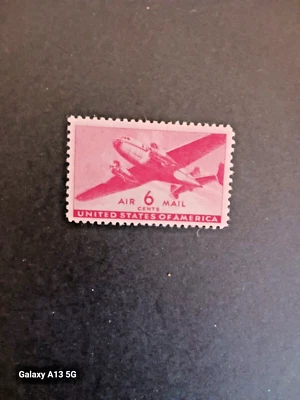 AIR 6 MAIL
CENTS
UNITED STATES OF AMERICA
Galaxy A13 5G